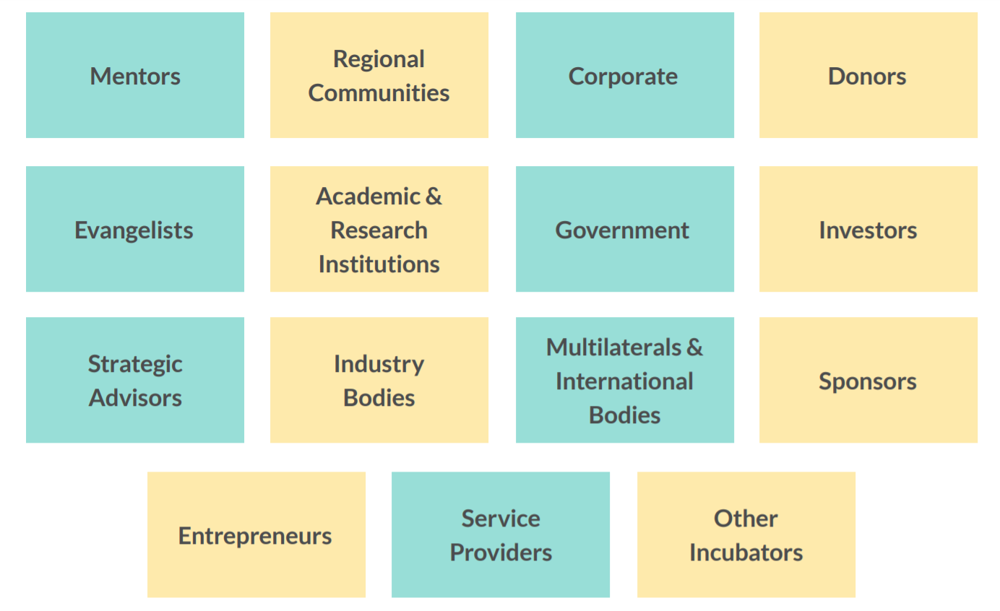 Mentors
Regional
Communities
Corporate
Donors
Evangelists
Academic &
Research
Institutions
Government
Investors
Strategic
Advisors
Industry
Bodies
Multilaterals &
International
Bodies
Sponsors
Entrepreneurs
Service
Providers
Other
Incubators